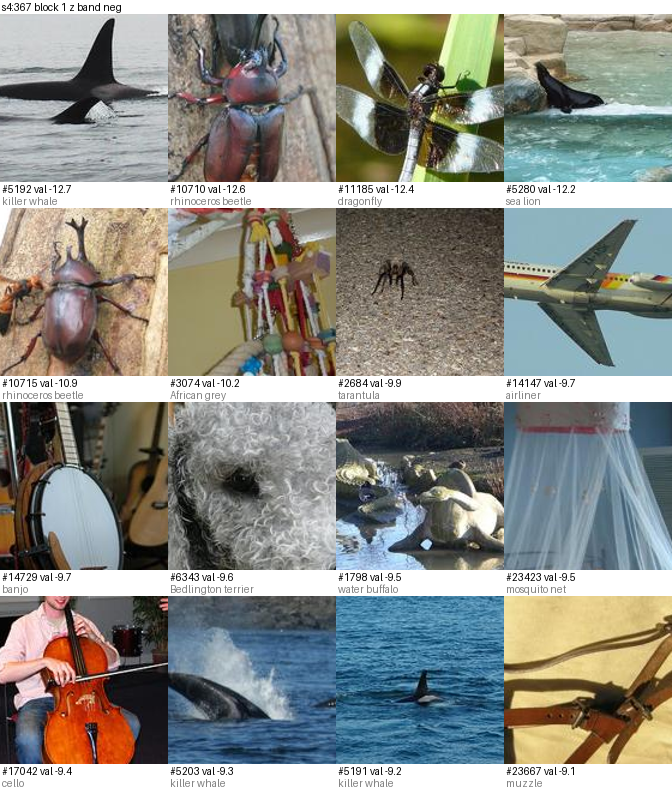 s4:367 block 1 z band neg
#5192 val -12.7
killer whale
#10710 val -12.6
rhinoceros beetle
#11185 val -12.4
dragonfly
#5280 val -12.2
sea lion
#10715 val -10.9
rhinoceros beetle
#3074 val -10.2
African grey
#2684 val -9.9
tarantula
#14147 val -9.7
airliner
#14729 val -9.7
banjo
#6343 val -9.6
Bedlington terrier
#1798 val -9.5
water buffalo
#23423 val -9.5
mosquito net
#17042 val -9.4
cello
#5203 val -9.3
killer whale
#5191 val -9.2
killer whale
#23667 val -9.1
muzzle